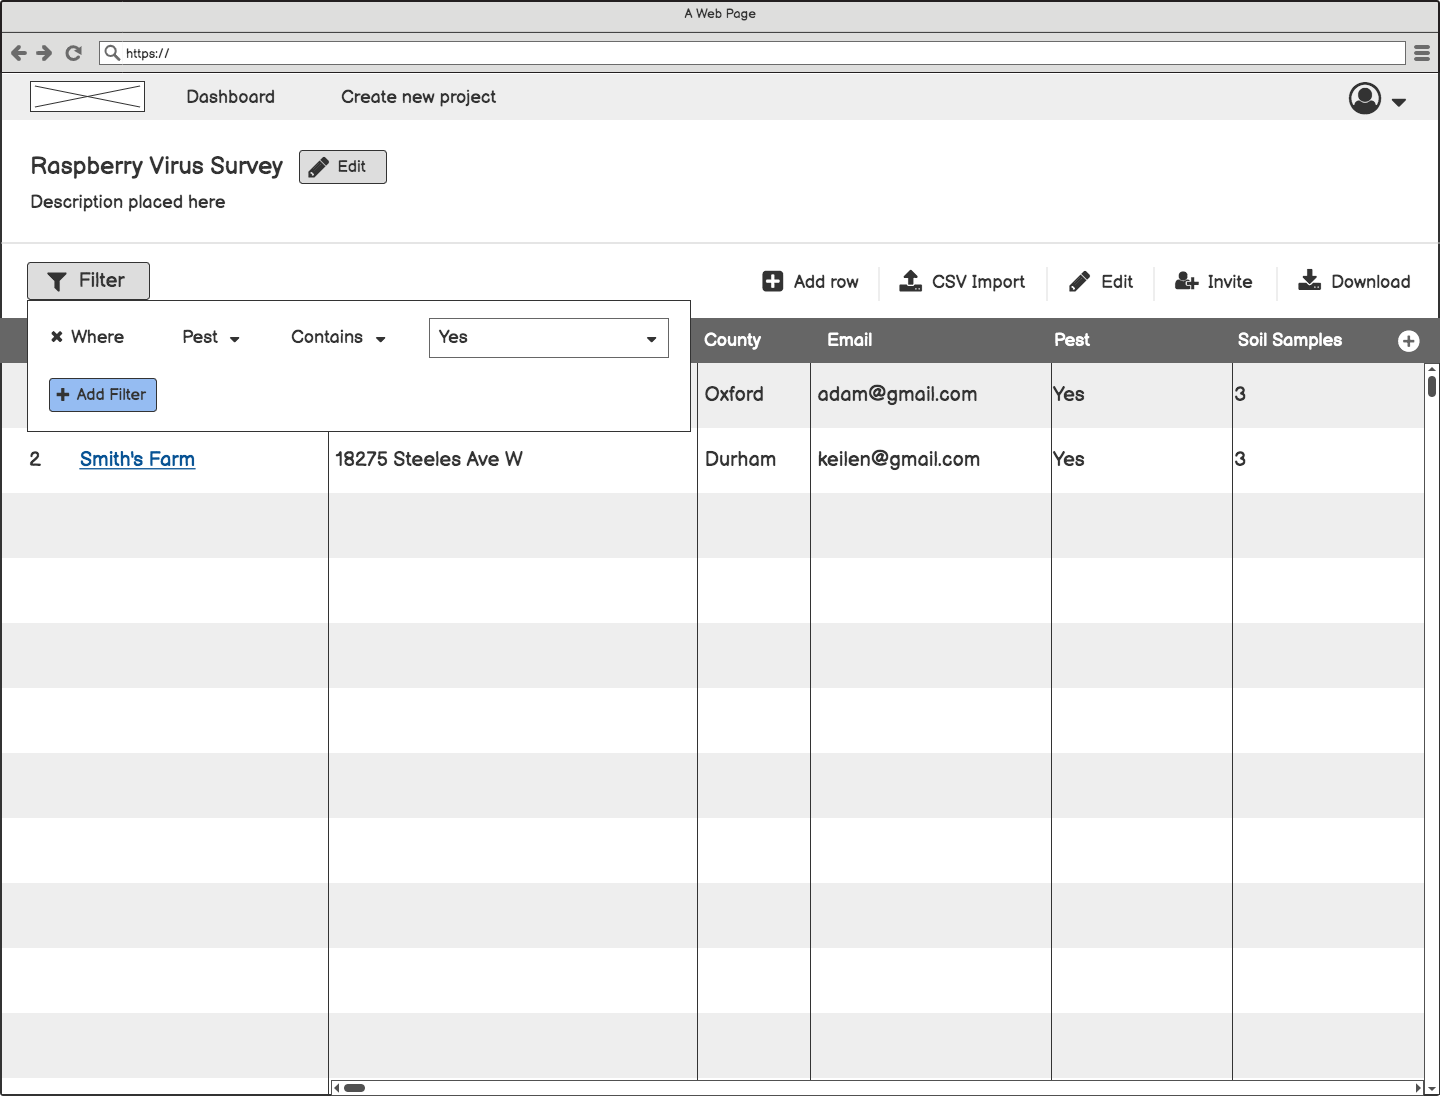 A Web Page
https://
Dashboard Create new project
Raspberry Virus Survey Edit
Description placed here
Filter Add row CSV Import Edit Invite Download
Where Pest Contains Yes County Email Pest Soil Samples
Add Filter Oxford adam@gmail.com Yes 3
2 Smith's Farm 18275 Steeles Ave W Durham keilen@gmail.com Yes 3